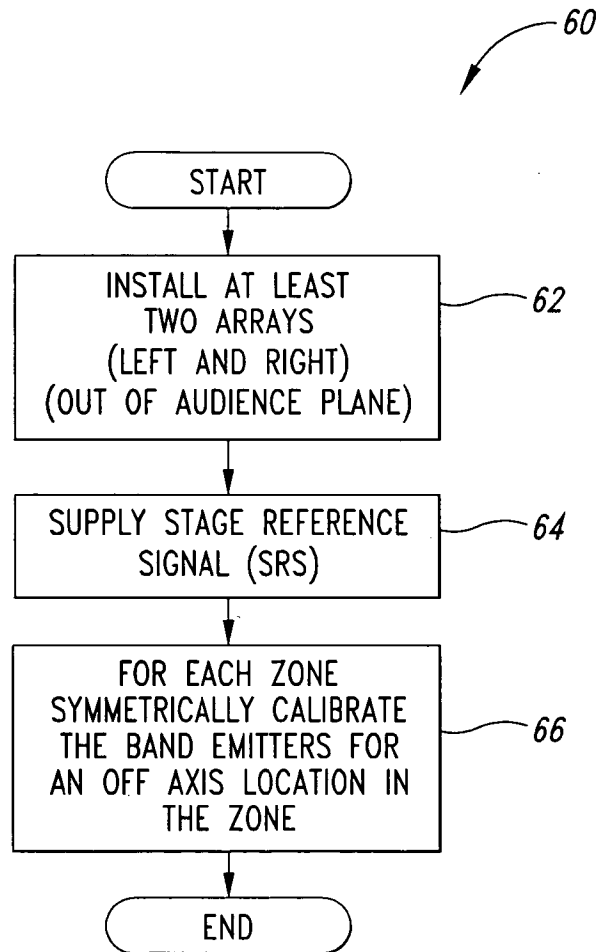 60
START
INSTALL AT LEAST
TWO ARRAYS
(LEFT AND RIGHT)
(OUT OF AUDIENCE PLANE)
62
SUPPLY STAGE REFERENCE
SIGNAL (SRS)
64
FOR EACH ZONE
SYMMETRICALLY CALIBRATE
THE BAND EMITTERS FOR
AN OFF AXIS LOCATION IN
THE ZONE
66
END